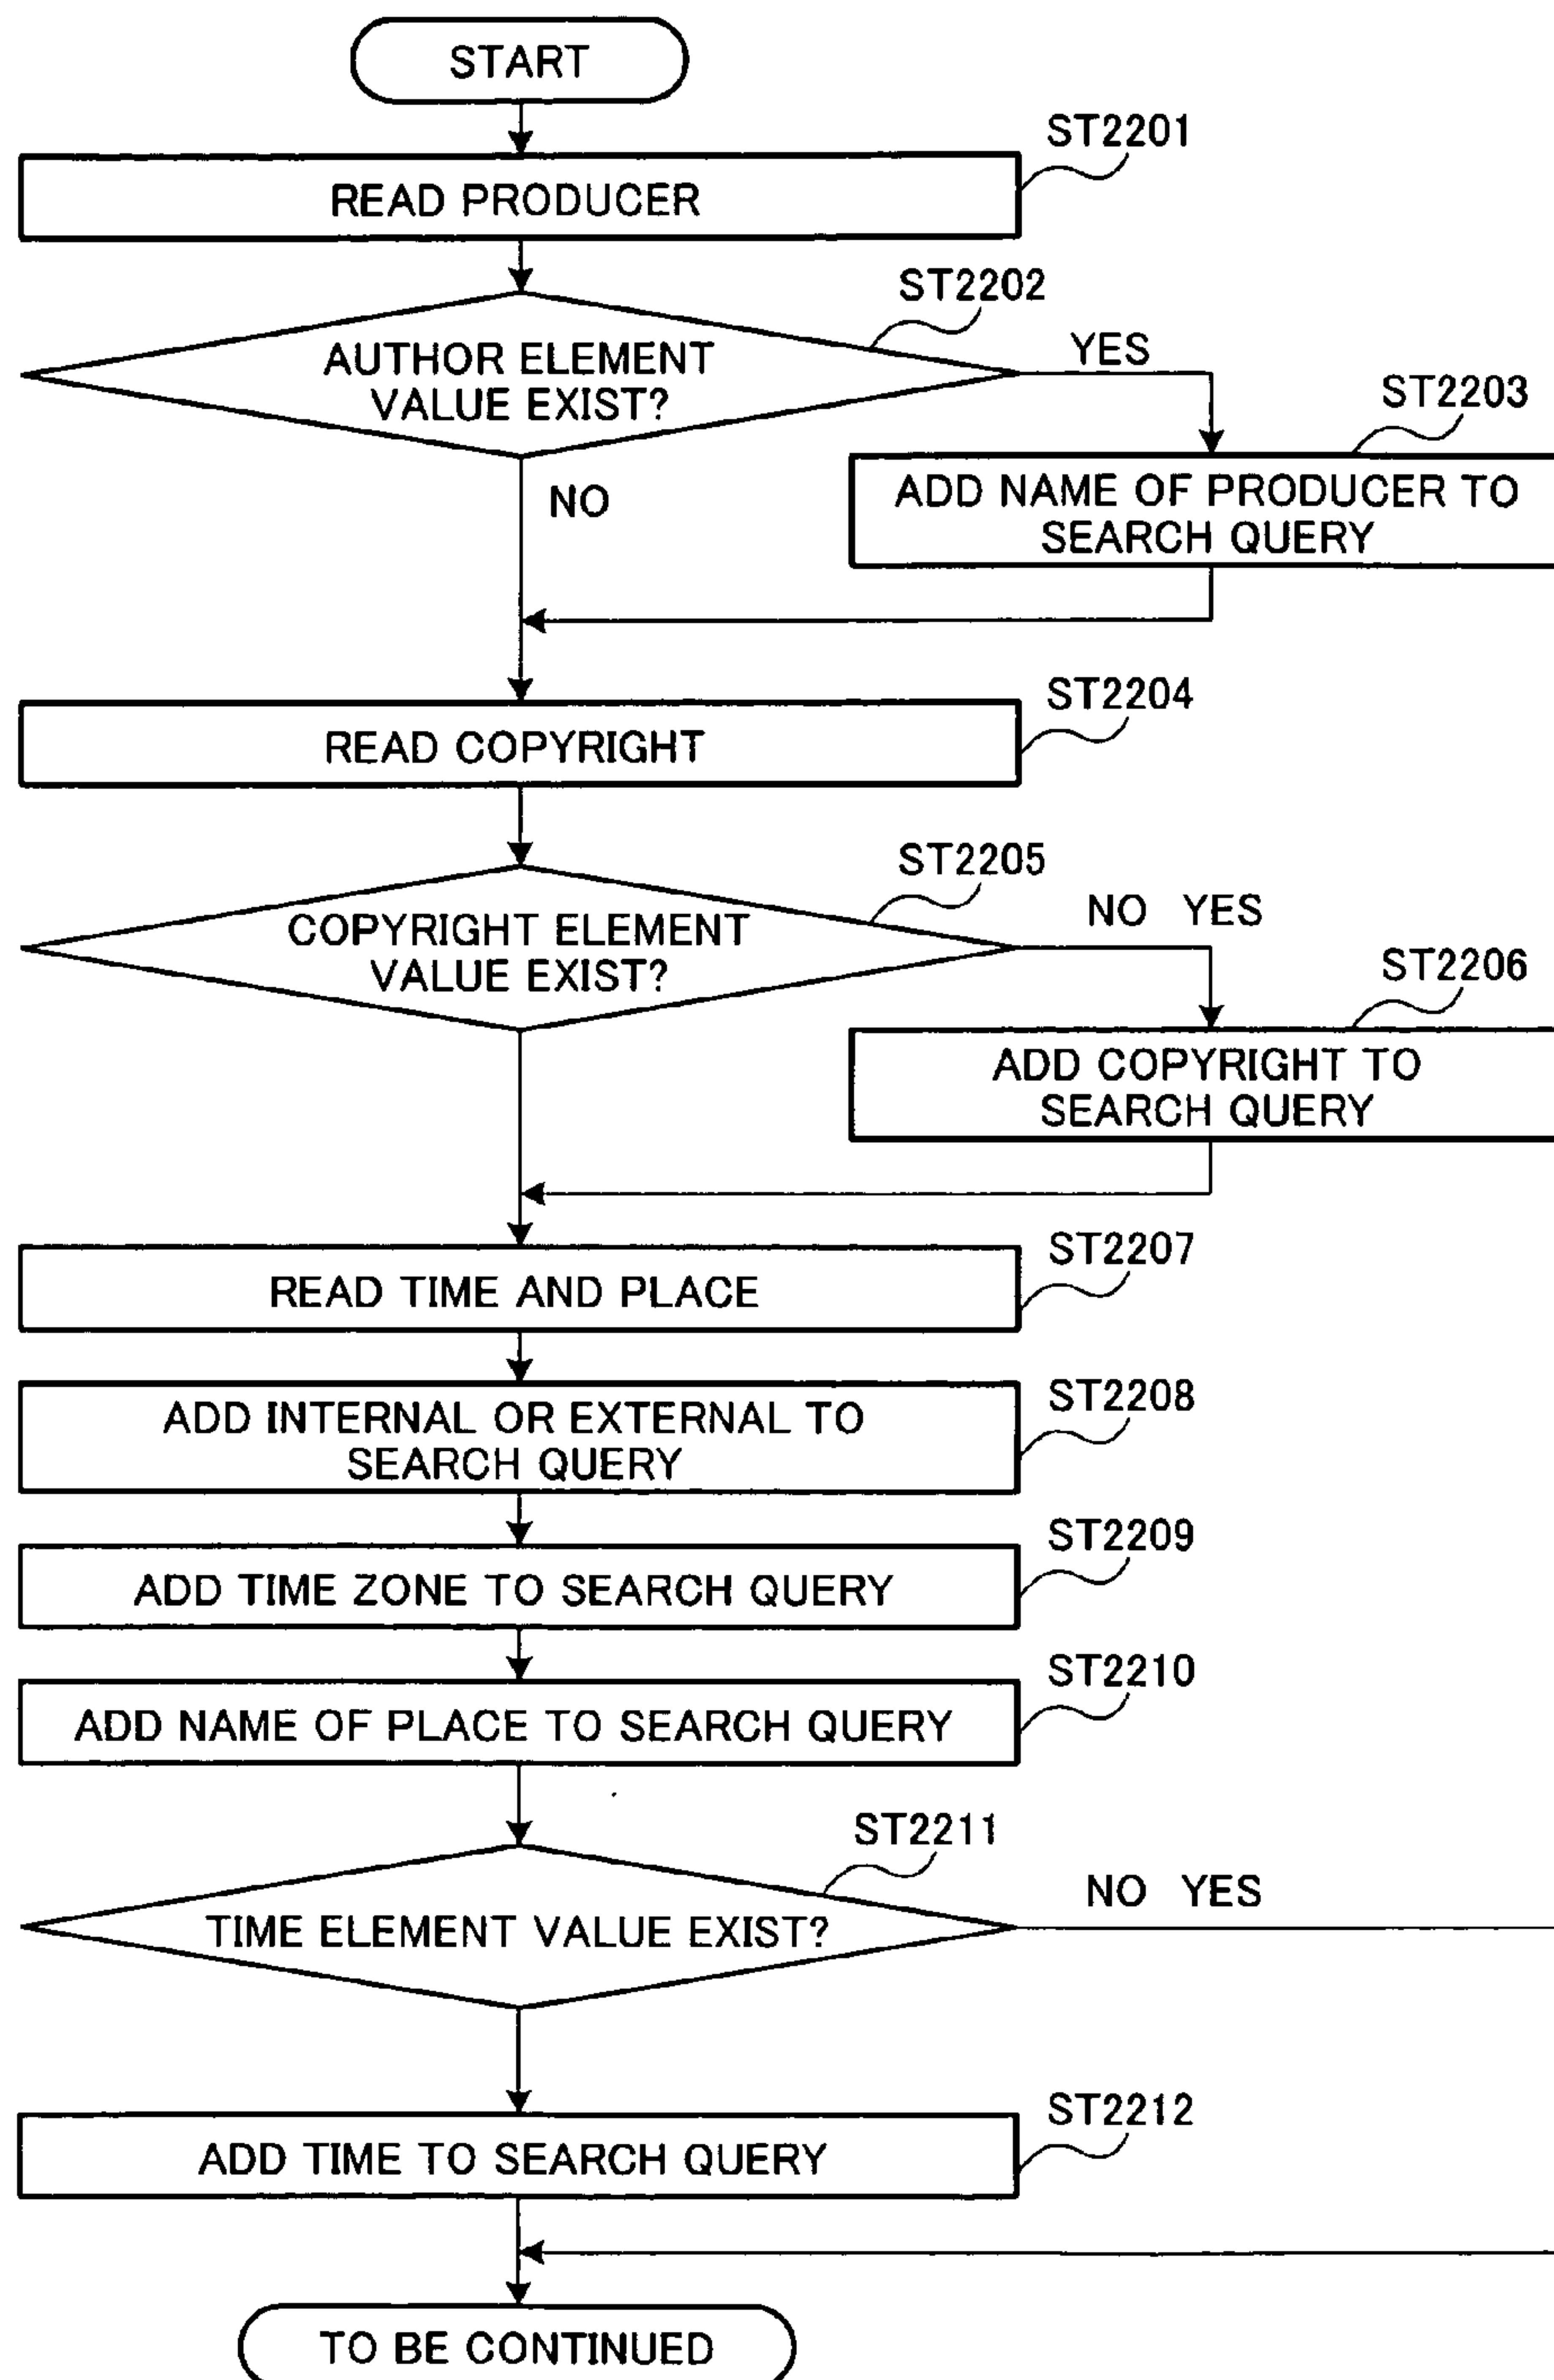 START
ST2201
READ PRODUCER
ST2202
AUTHOR ELEMENT
VALUE EXIST?
YES
NO
ST2203
ADD NAME OF PRODUCER TO
SEARCH QUERY
ST2204
READ COPYRIGHT
ST2205
COPYRIGHT ELEMENT
VALUE EXIST?
NO YES
ST2206
ADD COPYRIGHT TO
SEARCH QUERY
ST2207
READ TIME AND PLACE
ST2208
ADD INTERNAL OR EXTERNAL TO
SEARCH QUERY
ST2209
ADD TIME ZONE TO SEARCH QUERY
ST2210
ADD NAME OF PLACE TO SEARCH QUERY
ST2211
TIME ELEMENT VALUE EXIST?
NO YES
ST2212
ADD TIME TO SEARCH QUERY
TO BE CONTINUED